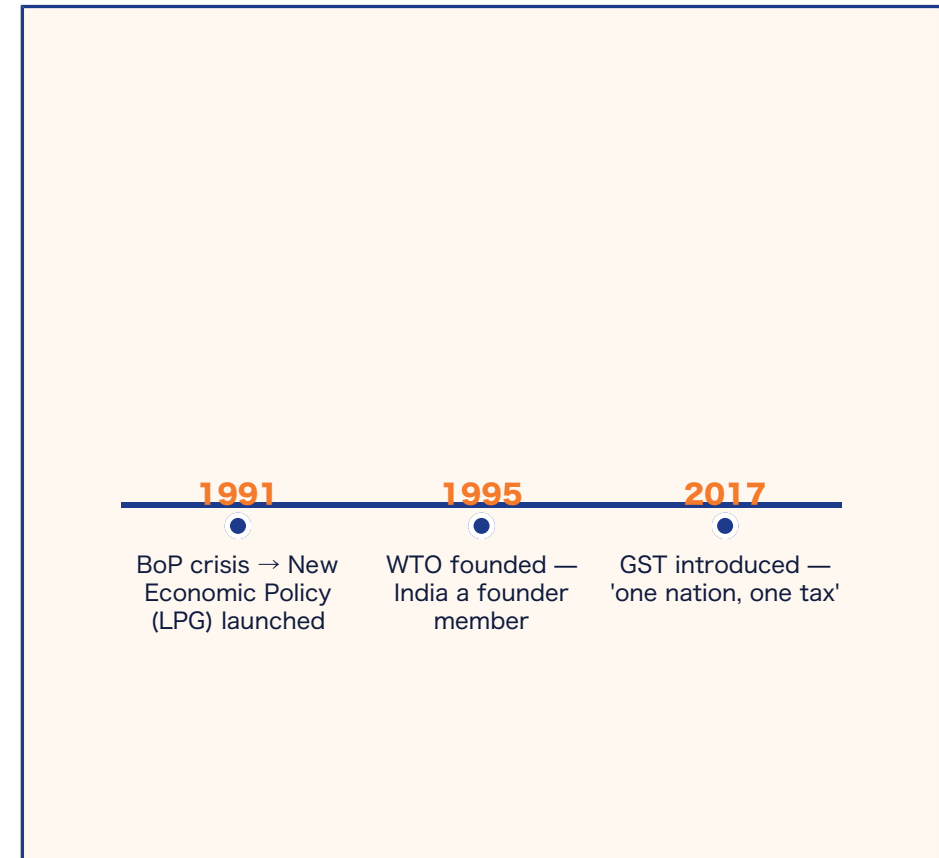 1991
BoP crisis → New
Economic Policy
(LPG) launched
1995
WTO founded —
India a founder
member
2017
GST introduced —
'one nation, one tax'